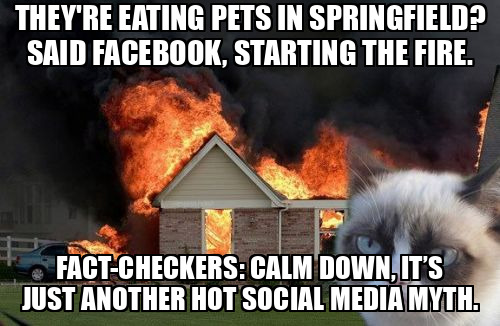 THEY'RE EATING PETS IN SPRINGFIELD?
SAID FACEBOOK, STARTING THE FIRE.
FACT-CHECKERS: CALM DOWN, IT'S
JUST ANOTHER HOT SOCIAL MEDIA MYTH.